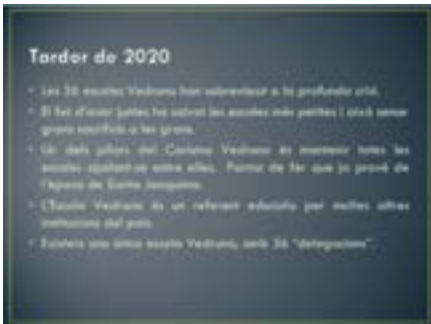 Tardor de 2020
• Les 36 escoles Vedruna han sobreviscut a la profunda crisi.
• El fet d'anar juntes ha salvat les escoles més petites i això sense
grans sacrificis a les grans.
• Un dels pilars del Carisma Vedruna és mantenir totes les
escoles ajudant-se entre elles. Forma de fer que ja prové de
l'època de Santa Joaquima.
• L'Escola Vedruna és un referent educatiu per moltes altres
institucions del país.
• Existeix una única escola Vedruna, amb 36 "delegacions".